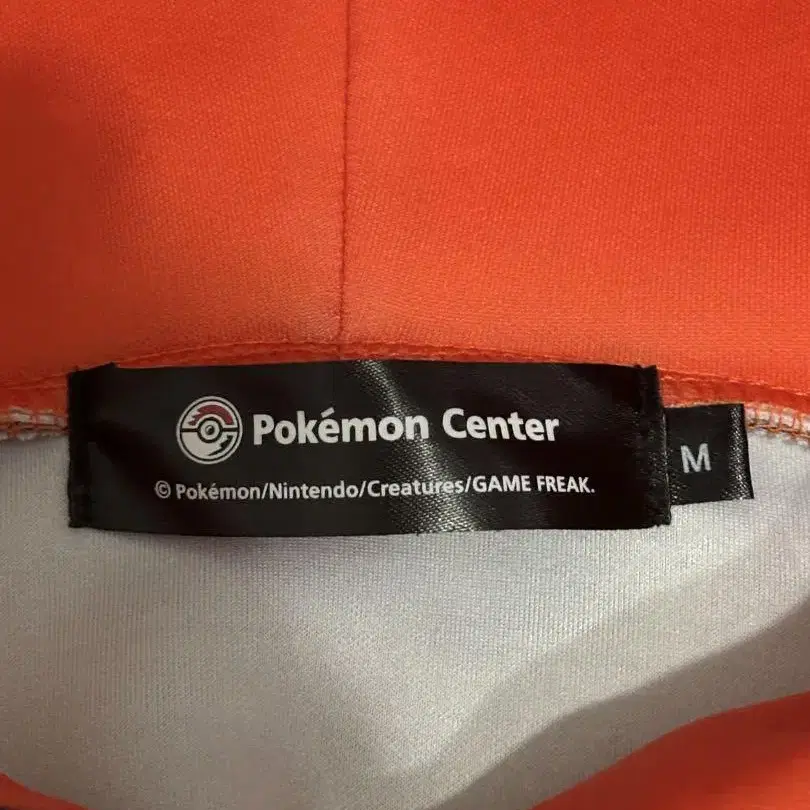 Pokémon Center
© Pokémon/Nintendo/Creatures/GAME FREAK.
M